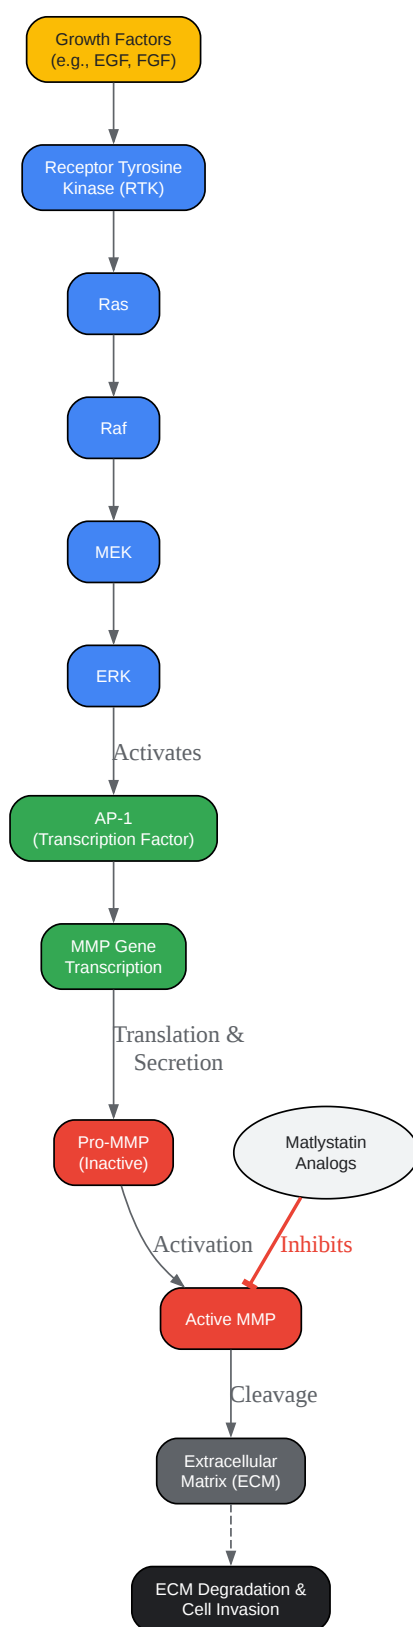 Growth Factors
(e.g., EGF, FGF)
Receptor Tyrosine
Kinase (RTK)
Ras
Raf
MEK
ERK
Activates
AP-1
(Transcription Factor)
MMP Gene
Transcription
Translation &
Secretion
Pro-MMP
(Inactive)
Matlystatin
Analogs
Activation
Inhibits
Active MMP
Cleavage
Extracellular
Matrix (ECM)
ECM Degradation &
Cell Invasion